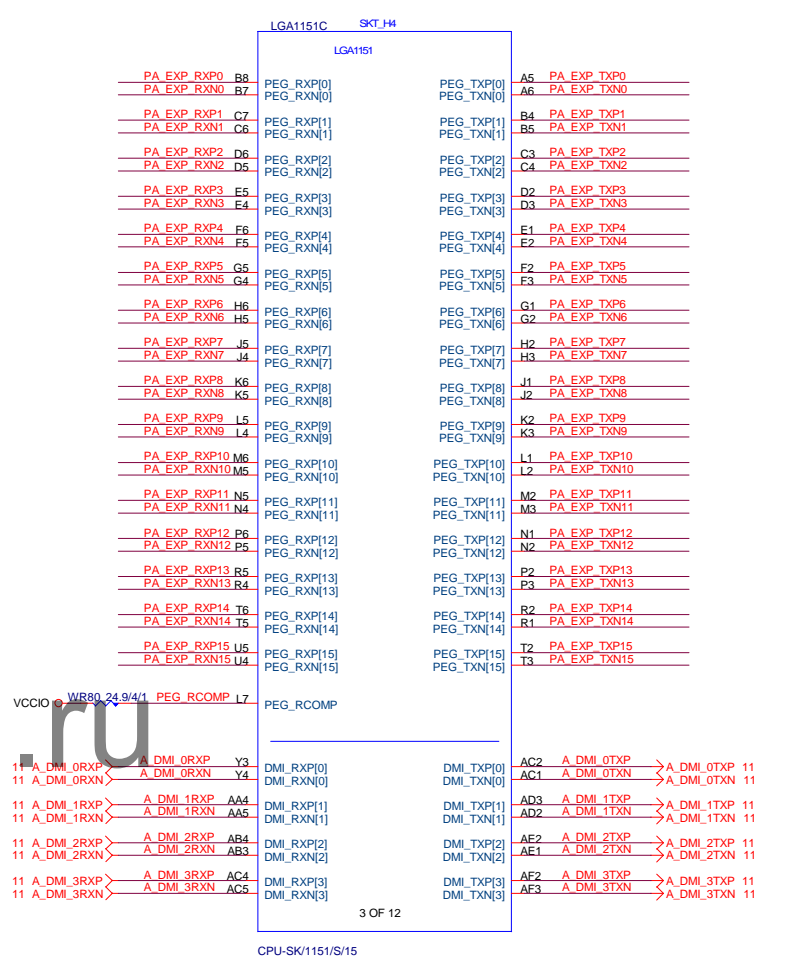 LGA1151C SKT_H4
LGA1151
PA_EXP_RXP0 B8 PEG_RXP[0] PEG_TXP[0] A5 PA_EXP_TXP0
PA_EXP_RXN0 B7 PEG_RXN[0] PEG_TXN[0] A6 PA_EXP_TXN0
PA_EXP_RXP1 C7 PEG_RXP[1] PEG_TXP[1] B4 PA_EXP_TXP1
PA_EXP_RXN1 C6 PEG_RXN[1] PEG_TXN[1] B5 PA_EXP_TXN1
PA_EXP_RXP2 D6 PEG_RXP[2] PEG_TXP[2] C3 PA_EXP_TXP2
PA_EXP_RXN2 D5 PEG_RXN[2] PEG_TXN[2] C4 PA_EXP_TXN2
PA_EXP_RXP3 E5 PEG_RXP[3] PEG_TXP[3] D2 PA_EXP_TXP3
PA_EXP_RXN3 E4 PEG_RXN[3] PEG_TXN[3] D3 PA_EXP_TXN3
PA_EXP_RXP4 F6 PEG_RXP[4] PEG_TXP[4] E1 PA_EXP_TXP4
PA_EXP_RXN4 F5 PEG_RXN[4] PEG_TXN[4] E2 PA_EXP_TXN4
PA_EXP_RXP5 G5 PEG_RXP[5] PEG_TXP[5] F2 PA_EXP_TXP5
PA_EXP_RXN5 G4 PEG_RXN[5] PEG_TXN[5] F3 PA_EXP_TXN5
PA_EXP_RXP6 H6 PEG_RXP[6] PEG_TXP[6] G1 PA_EXP_TXP6
PA_EXP_RXN6 H5 PEG_RXN[6] PEG_TXN[6] G2 PA_EXP_TXN6
PA_EXP_RXP7 J5 PEG_RXP[7] PEG_TXP[7] H2 PA_EXP_TXP7
PA_EXP_RXN7 J4 PEG_RXN[7] PEG_TXN[7] H3 PA_EXP_TXN7
PA_EXP_RXP8 K6 PEG_RXP[8] PEG_TXP[8] J1 PA_EXP_TXP8
PA_EXP_RXN8 K5 PEG_RXN[8] PEG_TXN[8] J2 PA_EXP_TXN8
PA_EXP_RXP9 L5 PEG_RXP[9] PEG_TXP[9] K2 PA_EXP_TXP9
PA_EXP_RXN9 L4 PEG_RXN[9] PEG_TXN[9] K3 PA_EXP_TXN9
PA_EXP_RXP10 M6 PEG_RXP[10] PEG_TXP[10] L1 PA_EXP_TXP10
PA_EXP_RXN10 M5 PEG_RXN[10] PEG_TXN[10] L2 PA_EXP_TXN10
PA_EXP_RXP11 N5 PEG_RXP[11] PEG_TXP[11] M2 PA_EXP_TXP11
PA_EXP_RXN11 N4 PEG_RXN[11] PEG_TXN[11] M3 PA_EXP_TXN11
PA_EXP_RXP12 P6 PEG_RXP[12] PEG_TXP[12] N1 PA_EXP_TXP12
PA_EXP_RXN12 P5 PEG_RXN[12] PEG_TXN[12] N2 PA_EXP_TXN12
PA_EXP_RXP13 R5 PEG_RXP[13] PEG_TXP[13] P2 PA_EXP_TXP13
PA_EXP_RXN13 R4 PEG_RXN[13] PEG_TXN[13] P3 PA_EXP_TXN13
PA_EXP_RXP14 T6 PEG_RXP[14] PEG_TXP[14] R2 PA_EXP_TXP14
PA_EXP_RXN14 T5 PEG_RXN[14] PEG_TXN[14] R1 PA_EXP_TXN14
PA_EXP_RXP15 U5 PEG_RXP[15] PEG_TXP[15] T2 PA_EXP_TXP15
PA_EXP_RXN15 U4 PEG_RXN[15] PEG_TXN[15] T3 PA_EXP_TXN15
VCCIO WR80 24.9/4/1 PEG_RCOMP L7 PEG_RCOMP
.ru
11 A_DMI_0RXP A_DMI_0RXP Y3 DMI_RXP[0] DMI_TXP[0] AC2 A_DMI_0TXP A_DMI_0TXP 11
11 A_DMI_0RXN A_DMI_0RXN Y4 DMI_RXN[0] DMI_TXN[0] AC1 A_DMI_0TXN A_DMI_0TXN 11
11 A_DMI_1RXP A_DMI_1RXP AA4 DMI_RXP[1] DMI_TXP[1] AD3 A_DMI_1TXP A_DMI_1TXP 11
11 A_DMI_1RXN A_DMI_1RXN AA5 DMI_RXN[1] DMI_TXN[1] AD2 A_DMI_1TXN A_DMI_1TXN 11
11 A_DMI_2RXP A_DMI_2RXP AB4 DMI_RXP[2] DMI_TXP[2] AE2 A_DMI_2TXP A_DMI_2TXP 11
11 A_DMI_2RXN A_DMI_2RXN AB3 DMI_RXN[2] DMI_TXN[2] AE1 A_DMI_2TXN A_DMI_2TXN 11
11 A_DMI_3RXP A_DMI_3RXP AC4 DMI_RXP[3] DMI_TXP[3] AF2 A_DMI_3TXP A_DMI_3TXP 11
11 A_DMI_3RXN A_DMI_3RXN AC5 DMI_RXN[3] DMI_TXN[3] AF3 A_DMI_3TXN A_DMI_3TXN 11
3 OF 12
CPU-SK/1151/S/15